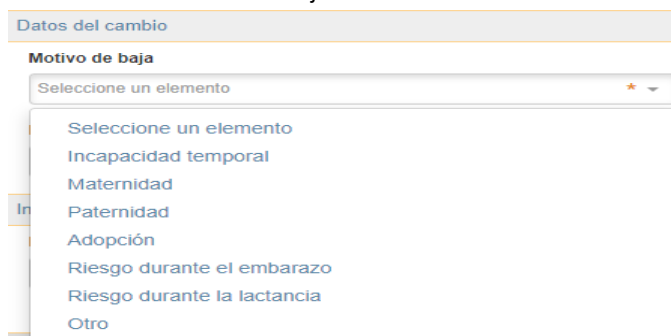 Datos del cambio
Motivo de baja
Seleccione un elemento *
Seleccione un elemento
Incapacidad temporal
Maternidad
Paternidad
In
Adopción
Riesgo durante el embarazo
Riesgo durante la lactancia
Otro